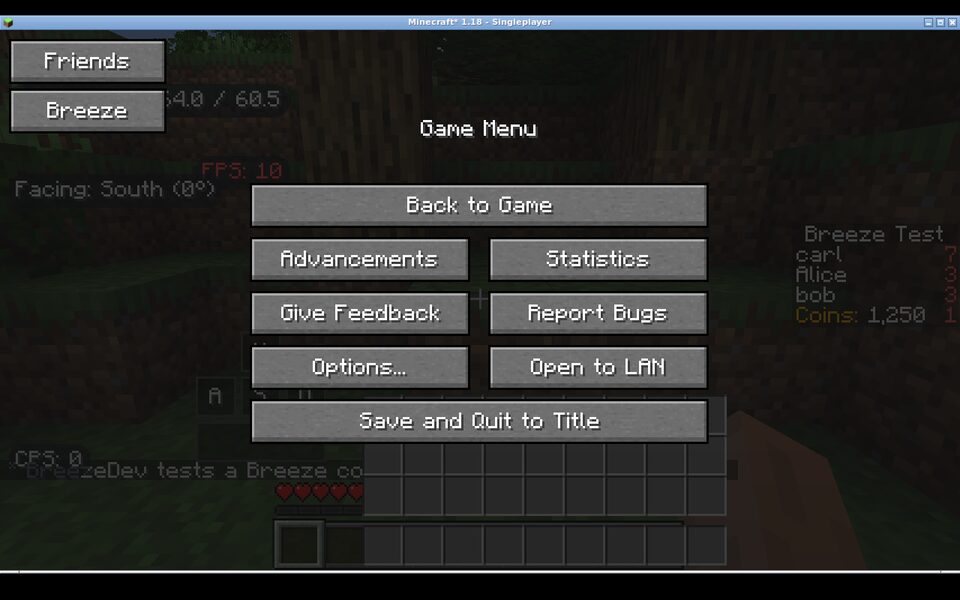 Minecraft* 1.18 - Singleplayer
Friends
Breeze
64.0 / 60.5
Game Menu
FPS: 10
Facing: South (0°)
Back to Game
Advancements
Statistics
Give Feedback
Report Bugs
Options...
Open to LAN
Save and Quit to Title
Breeze Test
carl 7
Alice 3
bob 3
Coins: 1,250 1
A
CPS: 0
BreezeDev tests a Breeze co